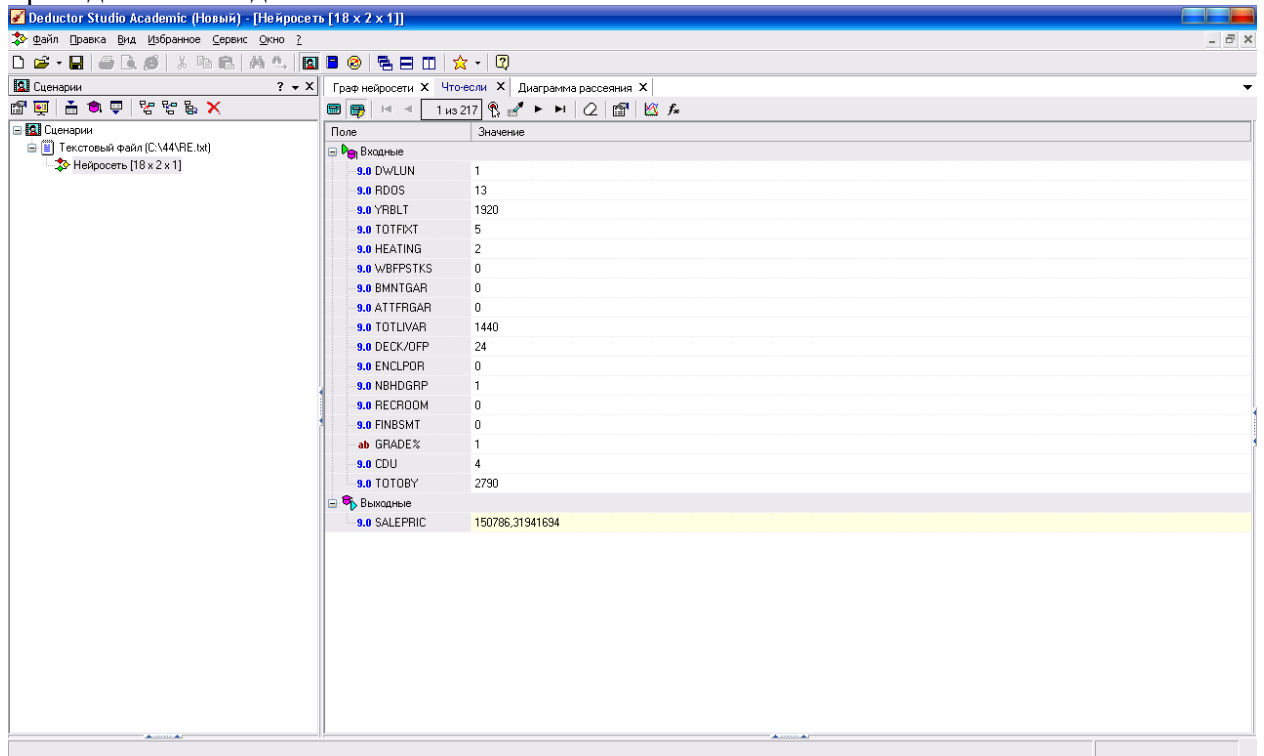 Deductor Studio Academic (Новый) - [Нейросеть [18 x 2 x 1]]
Файл Правка Вид Избранное Сервис Окно ?
Сценарии ?
Граф нейросети X Что-если X Диаграмма рассеяния X
1 из 217
Сценарии
Текстовый файл (C:\44\RE.txt)
Нейросеть [18 x 2 x 1]
Поле Значение
Входные
9.0 DWLUN 1
9.0 RDOS 13
9.0 YRBLT 1920
9.0 TOTFIXT 5
9.0 HEATING 2
9.0 WBFPSTKS 0
9.0 BMNTGAR 0
9.0 ATTFRGAR 0
9.0 TOTLIVAR 1440
9.0 DECK/OFP 24
9.0 ENCLPOR 0
9.0 NBHDGRP 1
9.0 RECROOM 0
9.0 FINBSMT 0
ab GRADE% 1
9.0 CDU 4
9.0 TOTOBY 2790
Выходные
9.0 SALEPRIC 150786,31941694